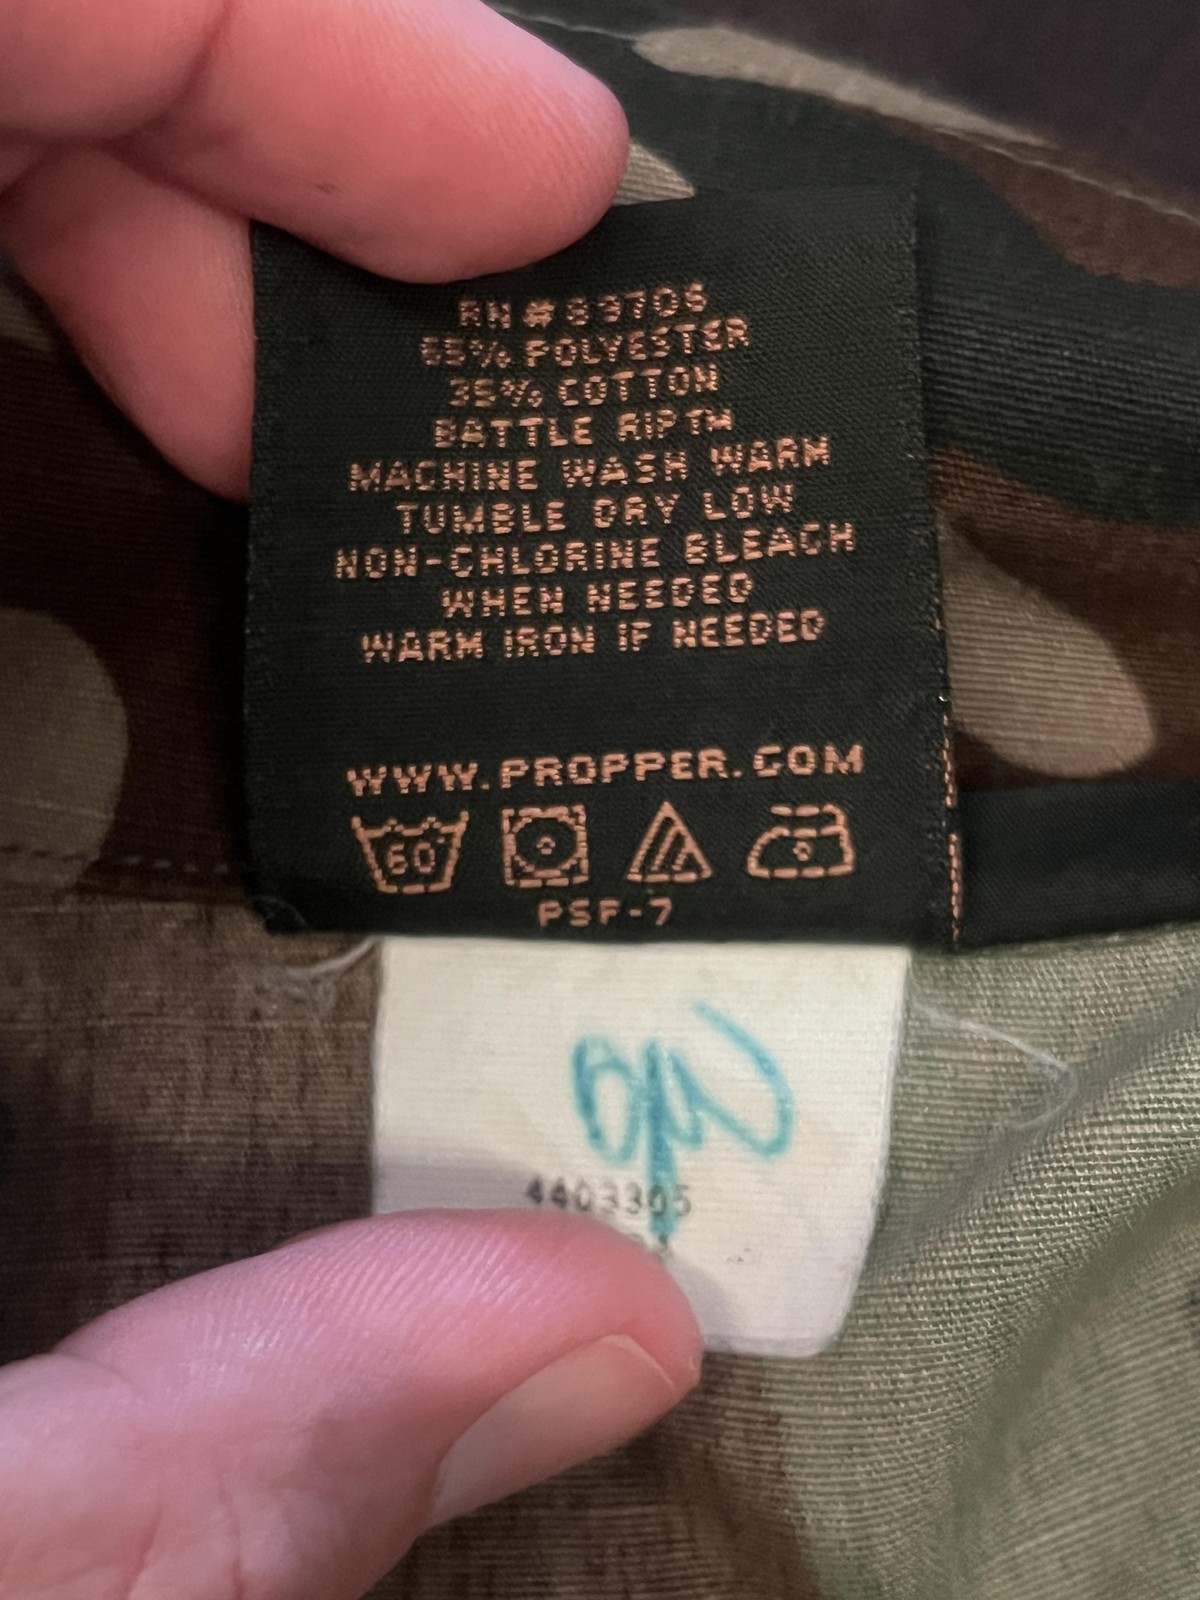 RN # 89706
65% POLYESTER
35% COTTON
BATTLE RIP™
MACHINE WASH WARM
TUMBLE DRY LOW
NON-CHLORINE BLEACH
WHEN NEEDED
WARM IRON IF NEEDED
WWW.PROPPER.COM
60
PSF-7
4403305